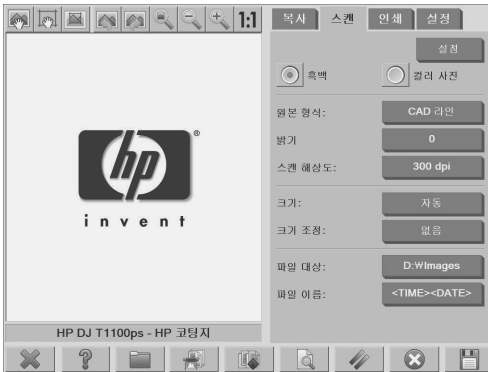 1:1
복사 스캔 인쇄 설정
설정
흑백 컬러 사진
원본 형식: CAD 라인
밝기 0
스캔 해상도: 300 dpi
크기: 자동
크기 조정: 없음
파일 대상: D:₩Images
파일 이름: <TIME><DATE>
hp ®
invent
HP DJ T1100ps - HP 코팅지